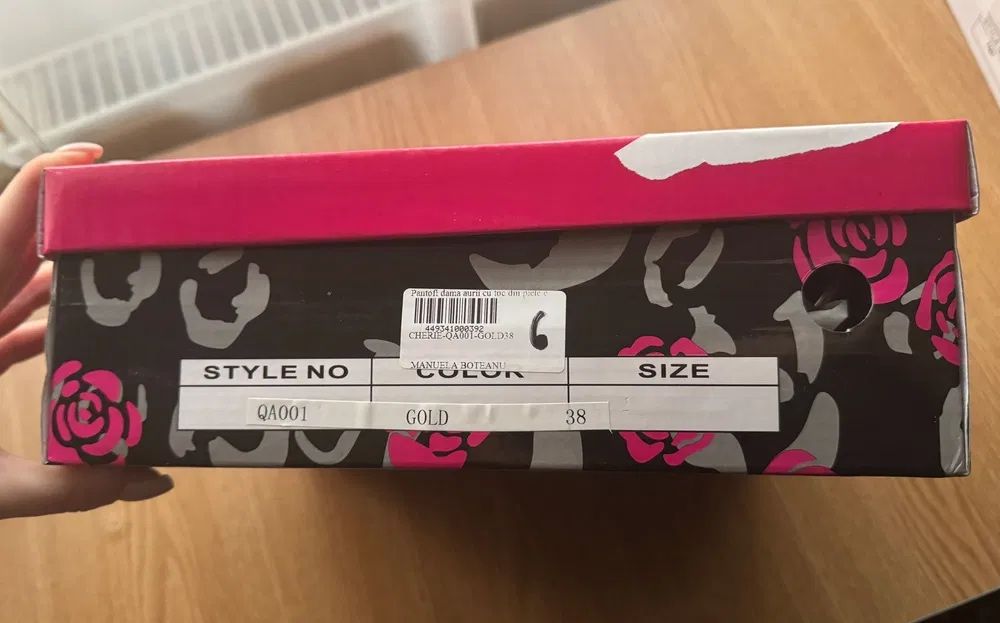 Pantofi dama aurii cu toc din piele e
449341000392
CHERIE-QA001-GOLD38
6
MANUELA BOTEANU
STYLE NO COLOR SIZE
QA001 GOLD 38